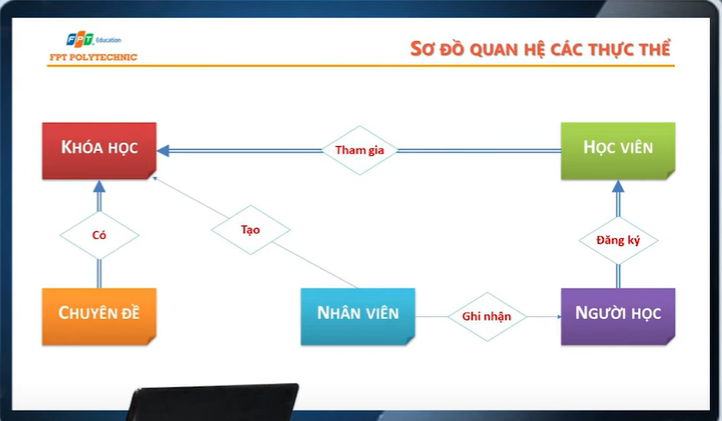 FPT Education
FPT POLYTECHNIC
SƠ ĐỒ QUAN HỆ CÁC THỰC THỂ
KHÓA HỌC
Tham gia
HỌC VIÊN
Có
Tạo
Đăng ký
CHUYÊN ĐỀ
NHÂN VIÊN
Ghi nhận
NGƯỜI HỌC